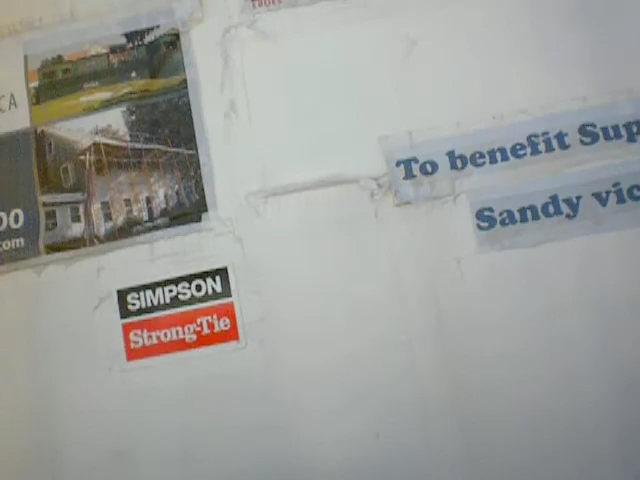 CA
00
com
To benefit Sup
Sandy vic
SIMPSON
Strong-Tie